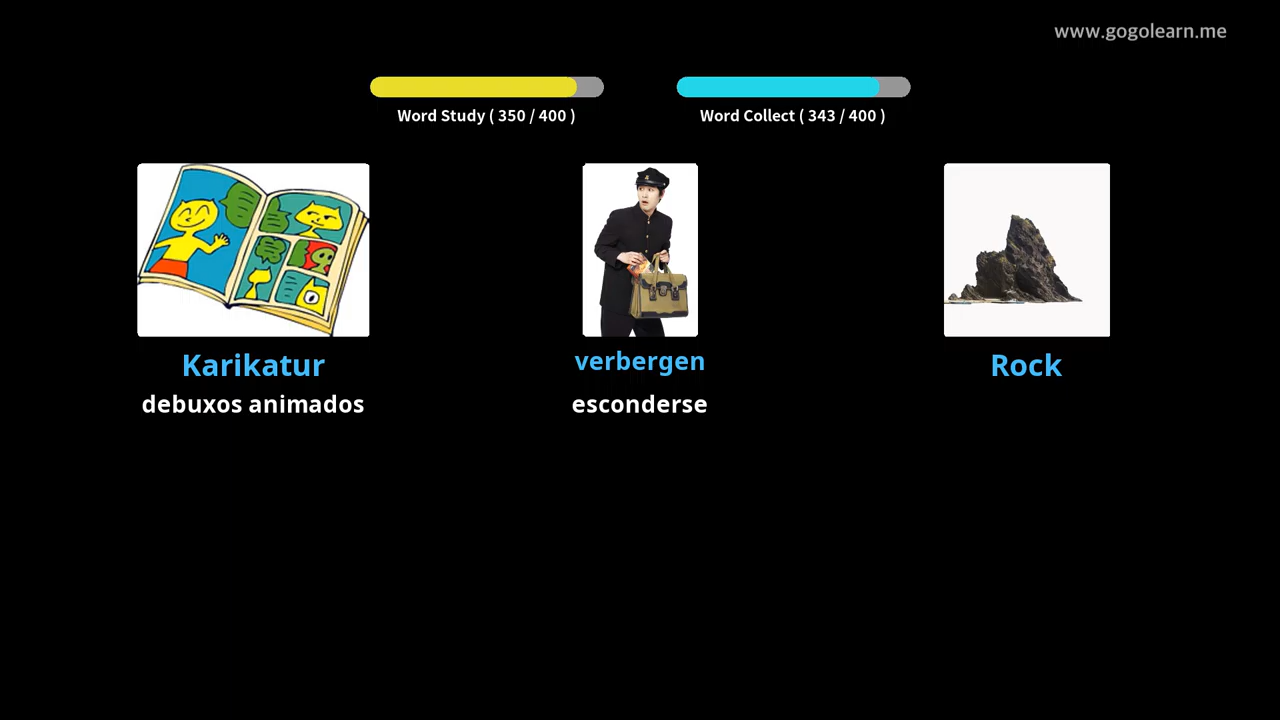 www.gogolearn.me
Word Study ( 350 / 400 )
Word Collect ( 343 / 400 )
Karikatur
debuxos animados
verbergen
esconderse
Rock